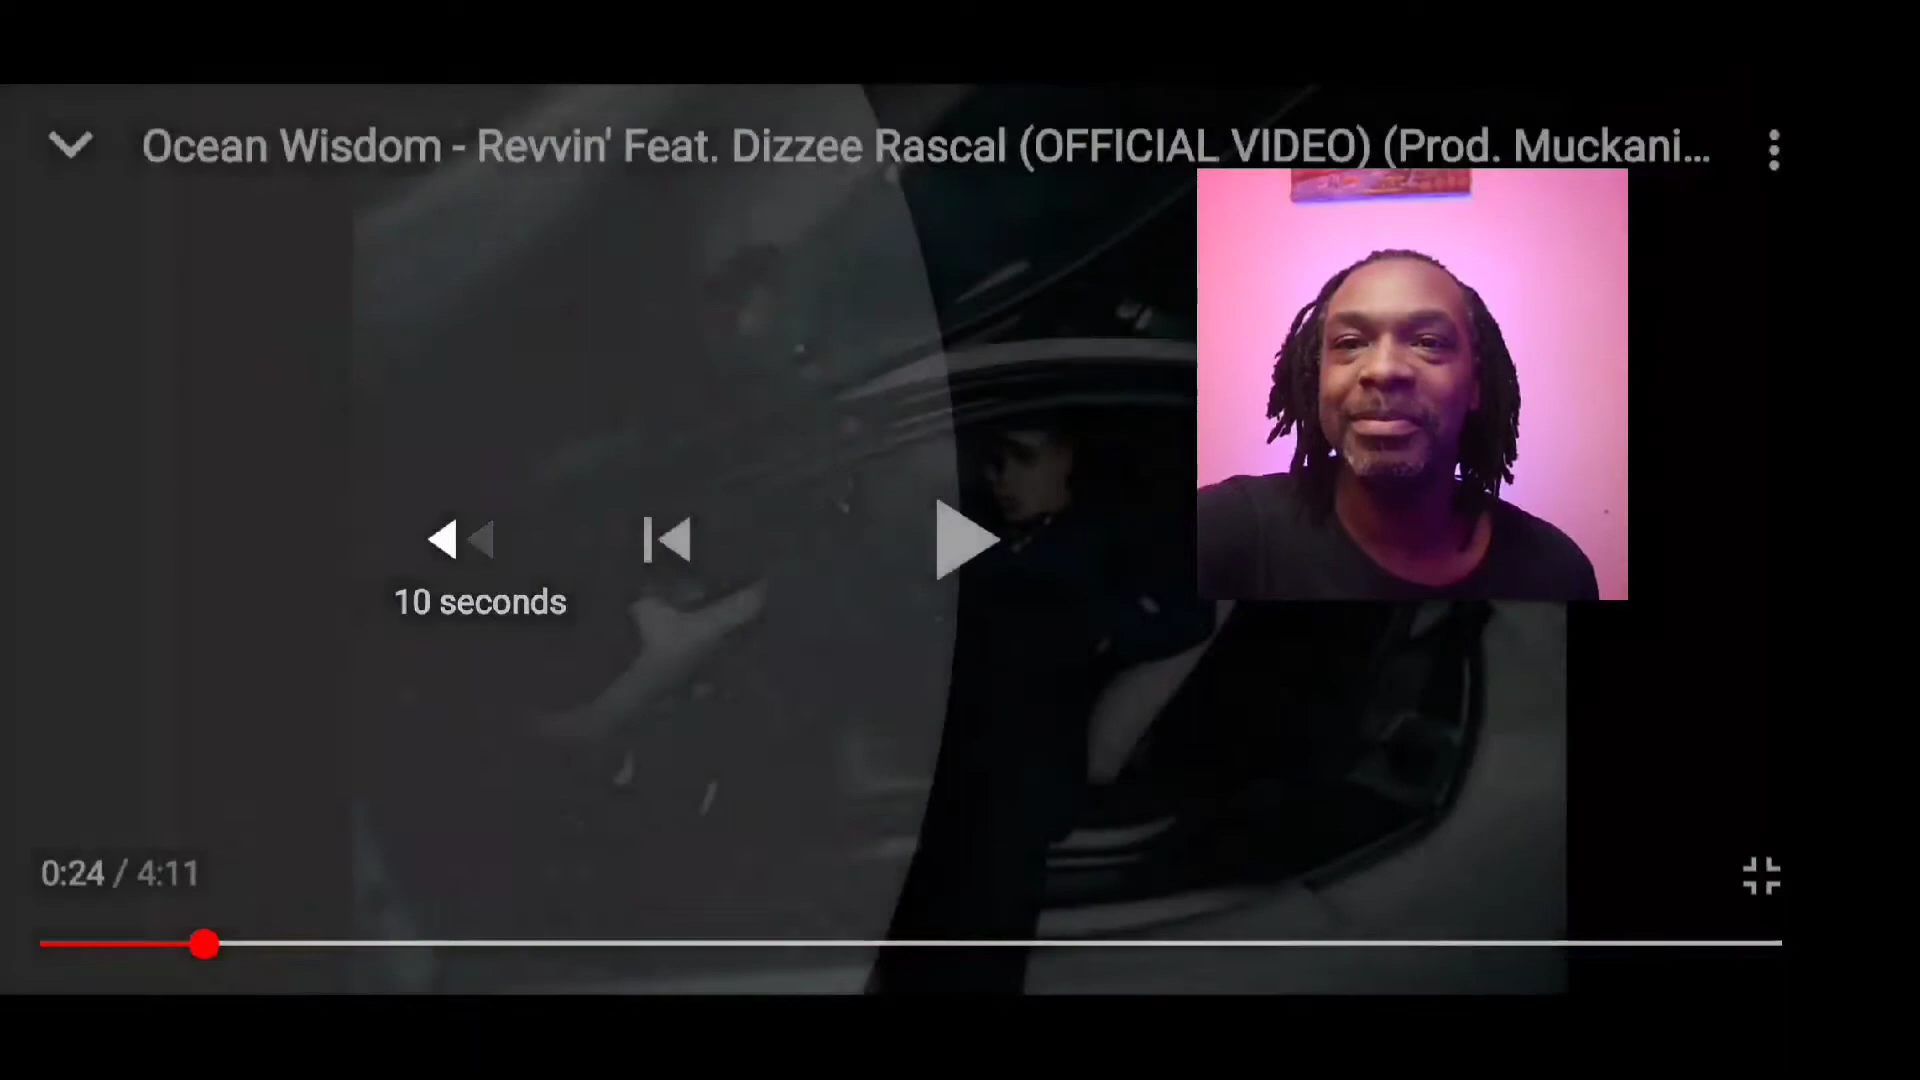 Ocean Wisdom - Revvin' Feat. Dizzee Rascal (OFFICIAL VIDEO) (Prod. Muckani...
10 seconds
0:24 / 4:11